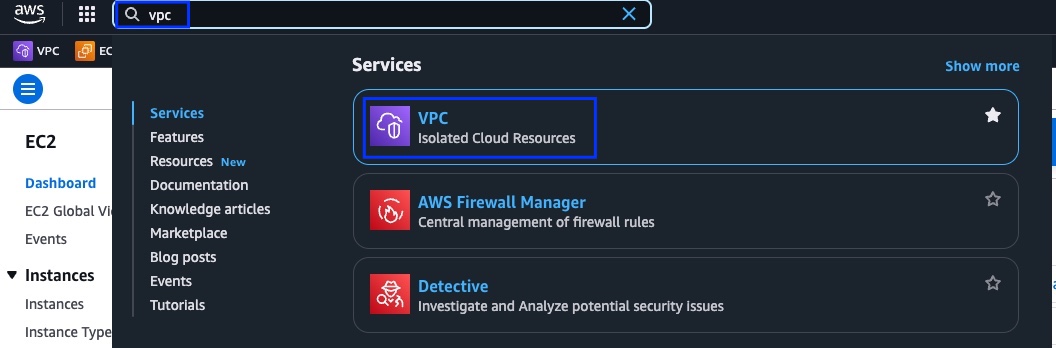 aws
vpc
VPC
EC
Services
Show more
Services
Features
Resources New
Documentation
Knowledge articles
Marketplace
Blog posts
Events
Tutorials
VPC
Isolated Cloud Resources
AWS Firewall Manager
Central management of firewall rules
Detective
Investigate and Analyze potential security issues
EC2
Dashboard
EC2 Global Vi
Events
Instances
Instances
Instance Type